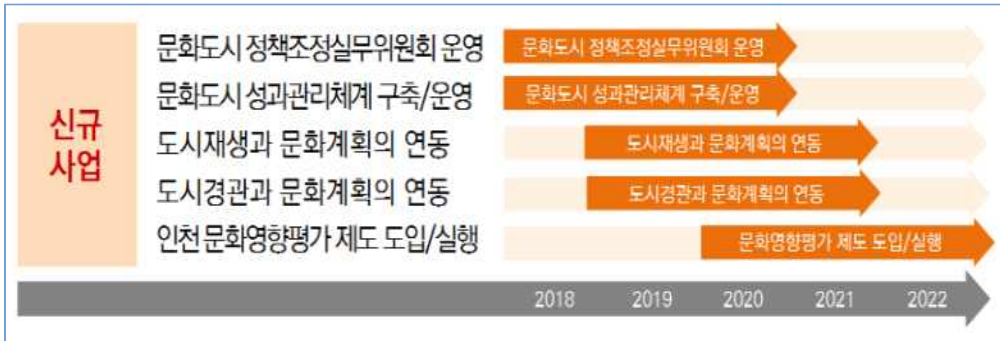 신규
사업
문화도시 정책조정실무위원회 운영
문화도시 정책조정실무위원회 운영
문화도시 성과관리체계 구축/운영
문화도시 성과관리체계 구축/운영
도시재생과 문화계획의 연동
도시재생과 문화계획의 연동
도시경관과 문화계획의 연동
도시경관과 문화계획의 연동
인천 문화영향평가 제도 도입/실행
문화영향평가 제도 도입/실행
2018 2019 2020 2021 2022